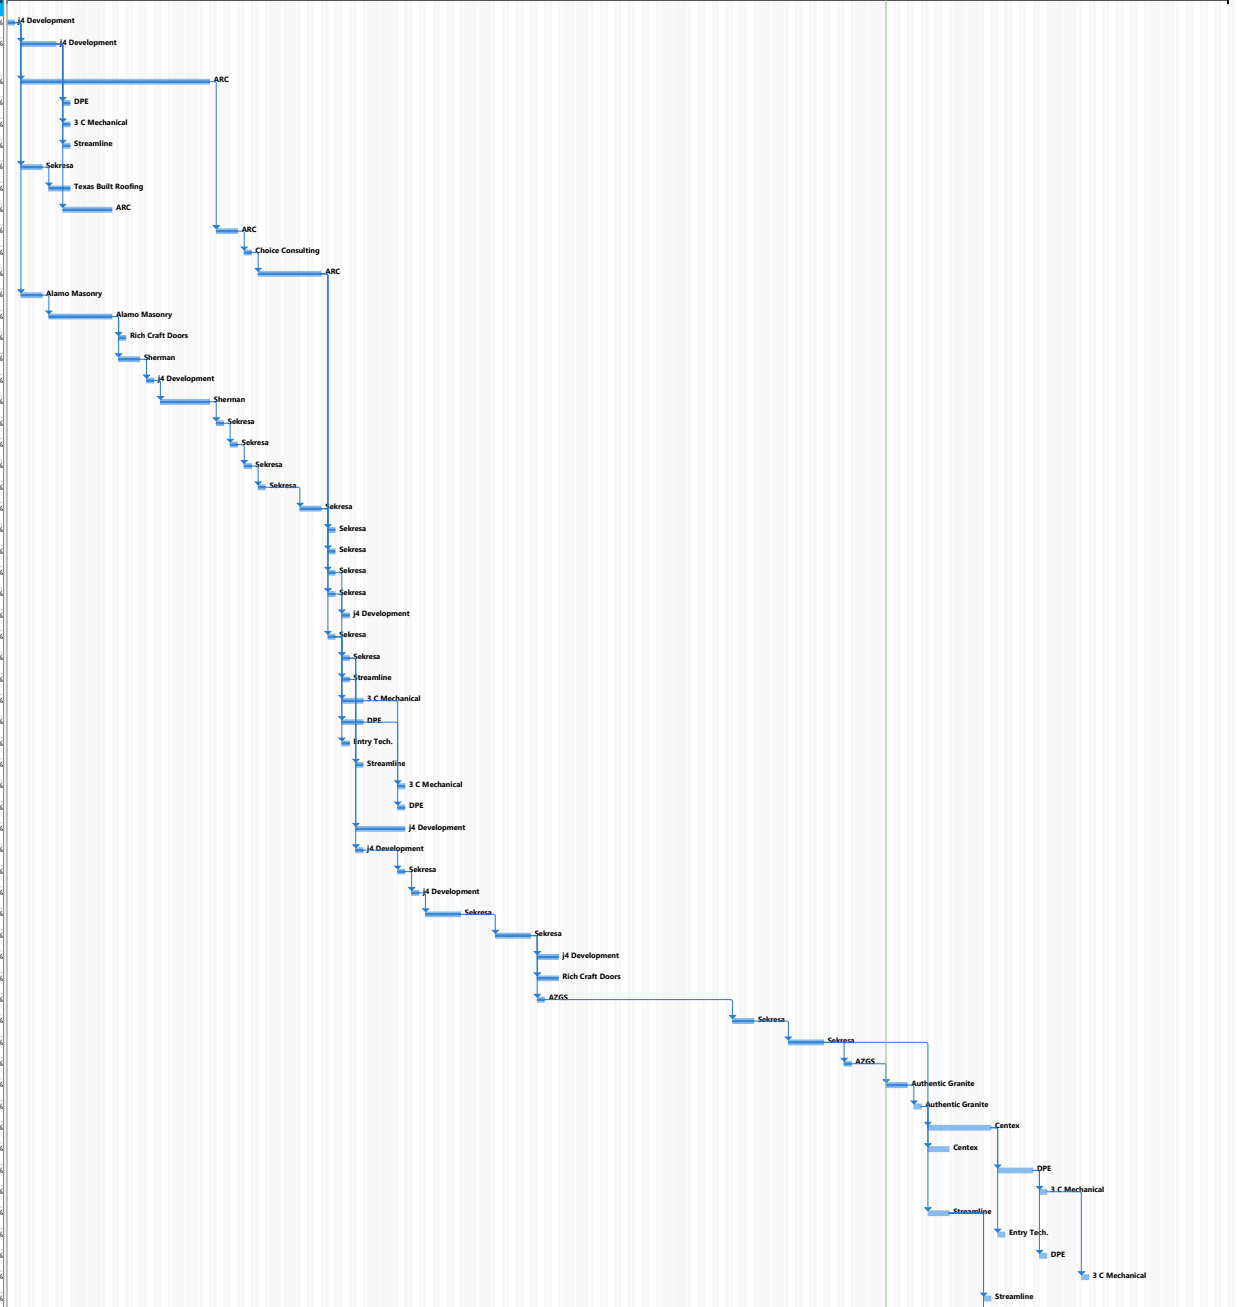 j4 Development
j4 Development
ARC
DPE
3 C Mechanical
Streamline
Sekresa
Texas Built Roofing
ARC
ARC
Choice Consulting
ARC
Alamo Masonry
Alamo Masonry
Rich Craft Doors
Sherman
j4 Development
Sherman
Sekresa
Sekresa
Sekresa
Sekresa
Sekresa
Sekresa
Sekresa
Sekresa
Sekresa
j4 Development
Sekresa
Sekresa
Streamline
3 C Mechanical
DPE
Entry Tech.
Streamline
3 C Mechanical
DPE
j4 Development
j4 Development
Sekresa
j4 Development
Sekresa
Sekresa
j4 Development
Rich Craft Doors
AZGS
Sekresa
Sekresa
AZGS
Authentic Granite
Authentic Granite
Centex
Centex
DPE
3 C Mechanical
Streamline
Entry Tech.
DPE
3 C Mechanical
Streamline